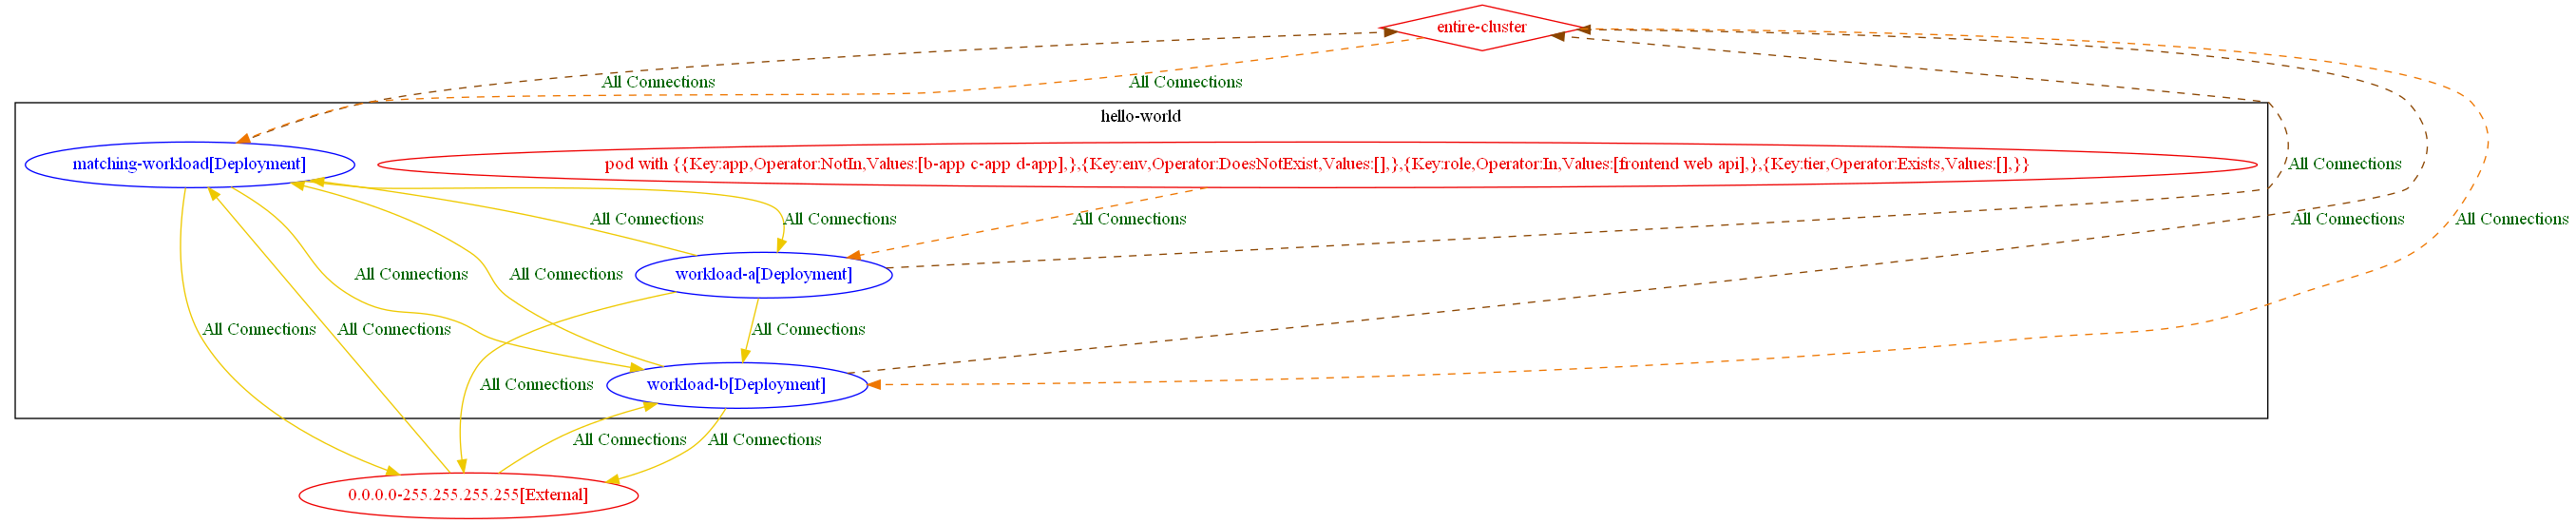 entire-cluster
All Connections
All Connections
hello-world
matching-workload[Deployment]
pod with {{Key:app,Operator:NotIn,Values:[b-app c-app d-app],},{Key:env,Operator:DoesNotExist,Values:[],},{Key:role,Operator:In,Values:[frontend web api],},{Key:tier,Operator:Exists,Values:[],}}
All Connections
All Connections
All Connections
All Connections
All Connections
All Connections
workload-a[Deployment]
All Connections
All Connections
All Connections
All Connections
All Connections
workload-b[Deployment]
All Connections
All Connections
All Connections
0.0.0.0-255.255.255.255[External]